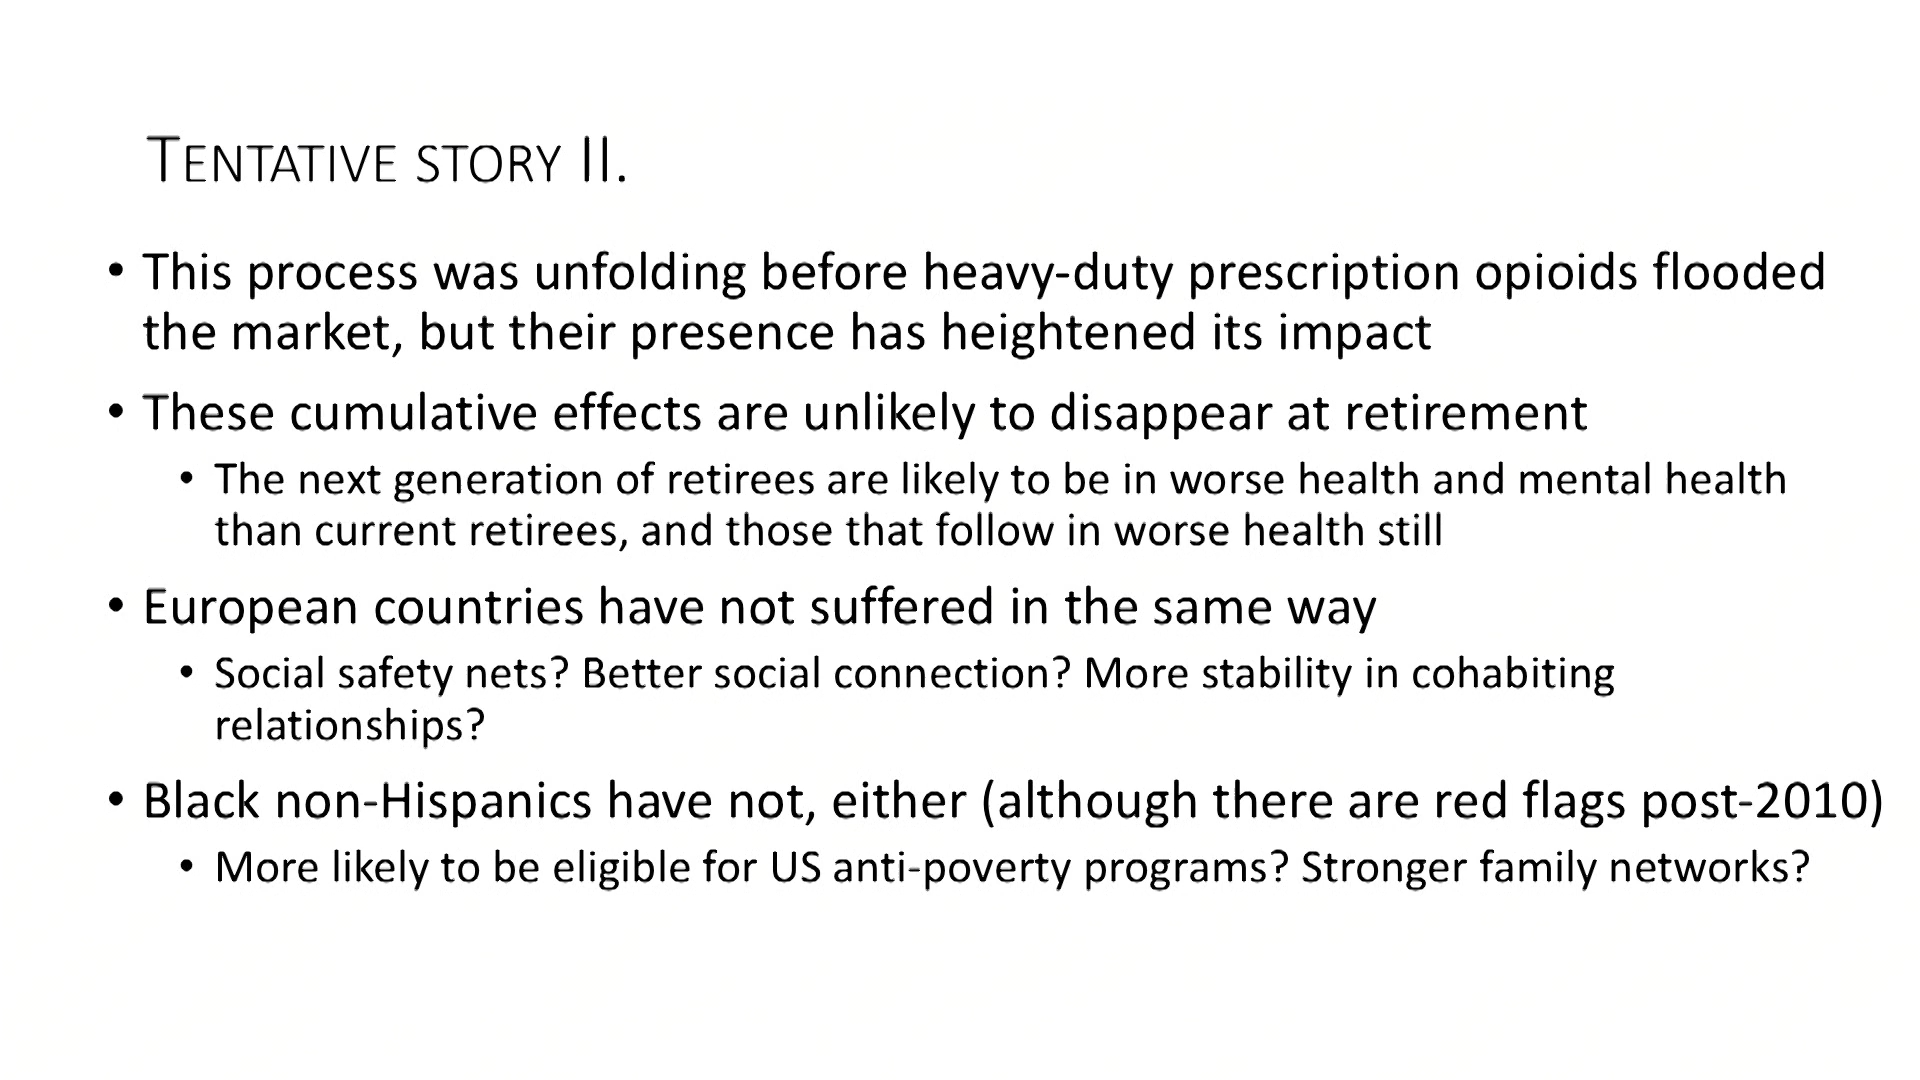 TENTATIVE STORY II.
• This process was unfolding before heavy-duty prescription opioids flooded
the market, but their presence has heightened its impact
• These cumulative effects are unlikely to disappear at retirement
• The next generation of retirees are likely to be in worse health and mental health
than current retirees, and those that follow in worse health still
• European countries have not suffered in the same way
• Social safety nets? Better social connection? More stability in cohabiting
relationships?
• Black non-Hispanics have not, either (although there are red flags post-2010)
• More likely to be eligible for US anti-poverty programs? Stronger family networks?